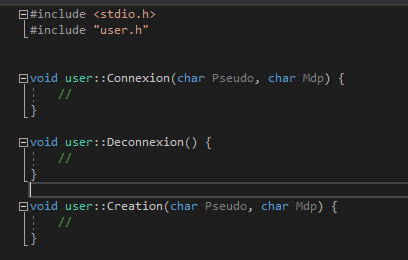 #include <stdio.h>
#include "user.h"
void user::Connexion(char Pseudo, char Mdp) {
//
}
void user::Deconnexion() {
//
}
void user::Creation(char Pseudo, char Mdp) {
//
}